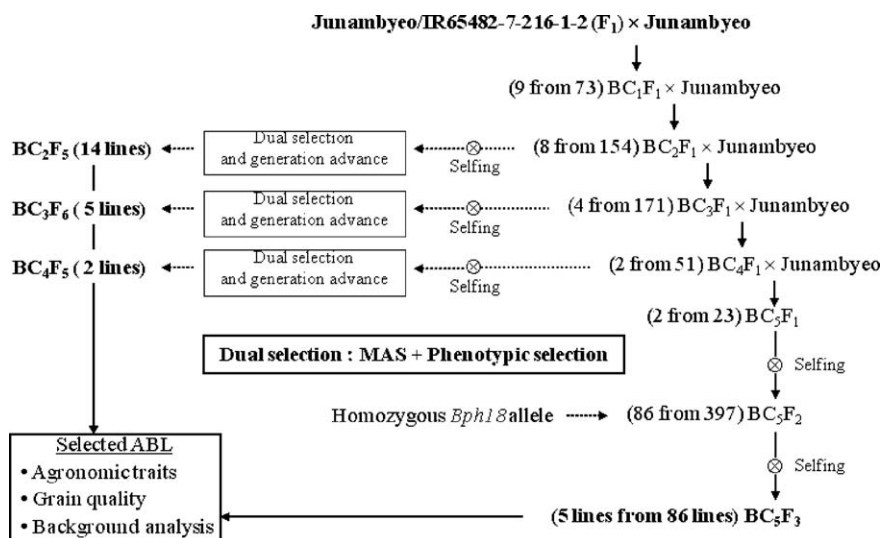 Junambyeo/IR65482-7-216-1-2 (F₁) × Junambyeo
(9 from 73) BC₁F₁ × Junambyeo
BC₂F₅ (14 lines)
Dual selection
and generation advance
Selfing
(8 from 154) BC₂F₁ × Junambyeo
BC₃F₆ ( 5 lines)
Dual selection
and generation advance
Selfing
(4 from 171) BC₃F₁ × Junambyeo
BC₄F₅ ( 2 lines)
Dual selection
and generation advance
Selfing
(2 from 51) BC₄F₁ × Junambyeo
(2 from 23) BC₅F₁
Dual selection : MAS + Phenotypic selection
Selfing
Homozygous Bph18 allele
(86 from 397) BC₅F₂
Selfing
Selected ABL
• Agronomic traits
• Grain quality
• Background analysis
(5 lines from 86 lines) BC₅F₃